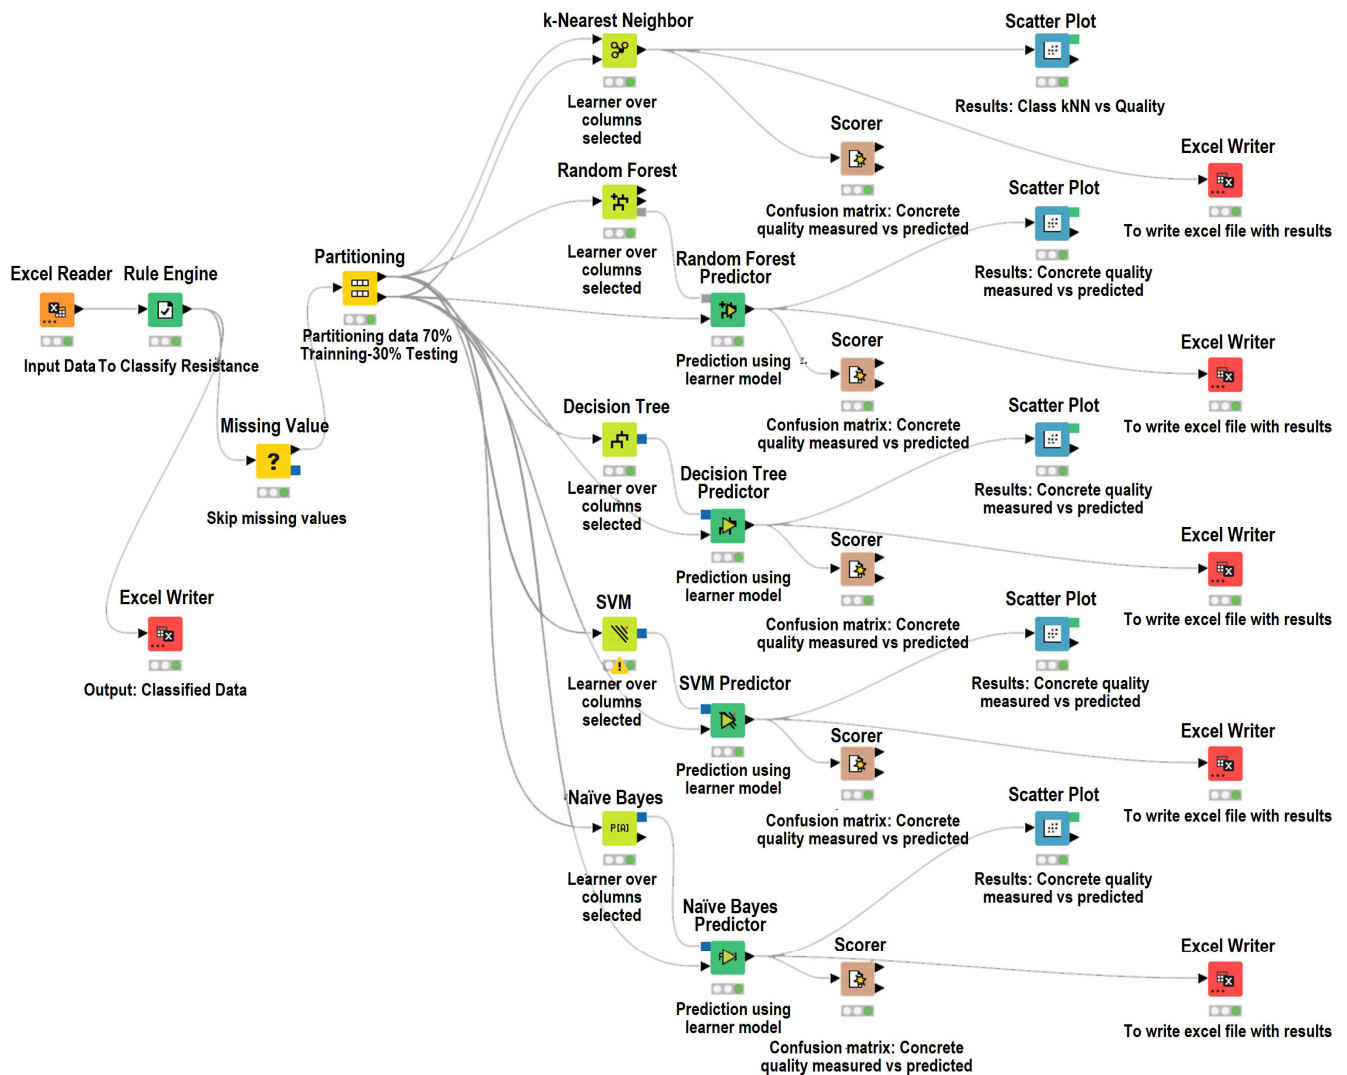 k-Nearest Neighbor
Learner over
columns
selected
Scatter Plot
Results: Class kNN vs Quality
Scorer
Confusion matrix: Concrete
quality measured vs predicted
Excel Writer
To write excel file with results
Random Forest
Learner over
columns
selected
Scatter Plot
Results: Concrete quality
measured vs predicted
Excel Reader
Input Data
Rule Engine
To Classify Resistance
Partitioning
Partitioning data 70%
Trainning-30% Testing
Random Forest
Predictor
Prediction using
learner model
Scorer
Confusion matrix: Concrete
quality measured vs predicted
Excel Writer
To write excel file with results
Missing Value
?
Skip missing values
Decision Tree
Learner over
columns
selected
Scatter Plot
Results: Concrete quality
measured vs predicted
Decision Tree
Predictor
Prediction using
learner model
Scorer
Confusion matrix: Concrete
quality measured vs predicted
Excel Writer
To write excel file with results
Excel Writer
Output: Classified Data
SVM
Learner over
columns
selected
Scatter Plot
Results: Concrete quality
measured vs predicted
SVM Predictor
Prediction using
learner model
Scorer
Confusion matrix: Concrete
quality measured vs predicted
Excel Writer
To write excel file with results
Naïve Bayes
P[A]
Learner over
columns
selected
Scatter Plot
Results: Concrete quality
measured vs predicted
Naïve Bayes
Predictor
Prediction using
learner model
Scorer
Confusion matrix: Concrete
quality measured vs predicted
Excel Writer
To write excel file with results